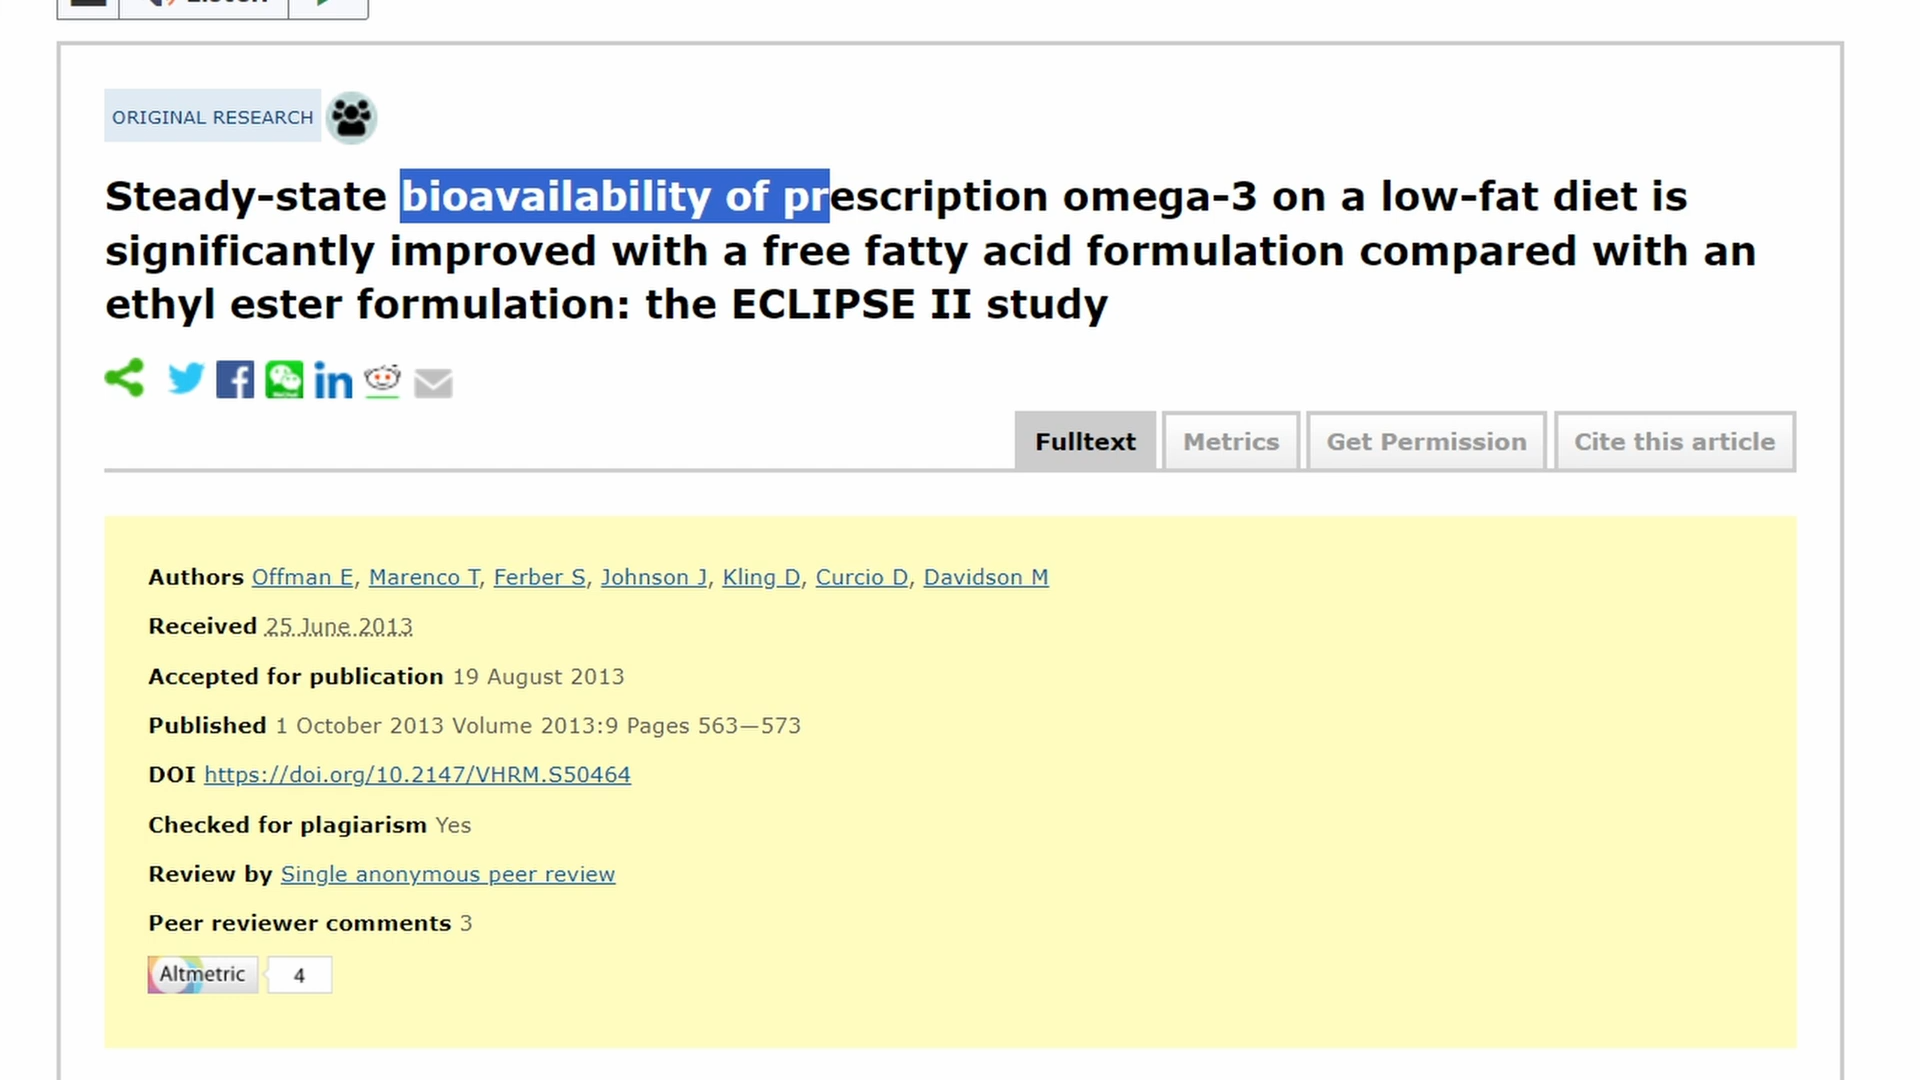 Listen
ORIGINAL RESEARCH
Steady-state bioavailability of prescription omega-3 on a low-fat diet is
significantly improved with a free fatty acid formulation compared with an
ethyl ester formulation: the ECLIPSE II study
Fulltext Metrics Get Permission Cite this article
Authors Offman E, Marenco T, Ferber S, Johnson J, Kling D, Curcio D, Davidson M
Received 25 June 2013
Accepted for publication 19 August 2013
Published 1 October 2013 Volume 2013:9 Pages 563—573
DOI https://doi.org/10.2147/VHRM.S50464
Checked for plagiarism Yes
Review by Single anonymous peer review
Peer reviewer comments 3
Altmetric 4